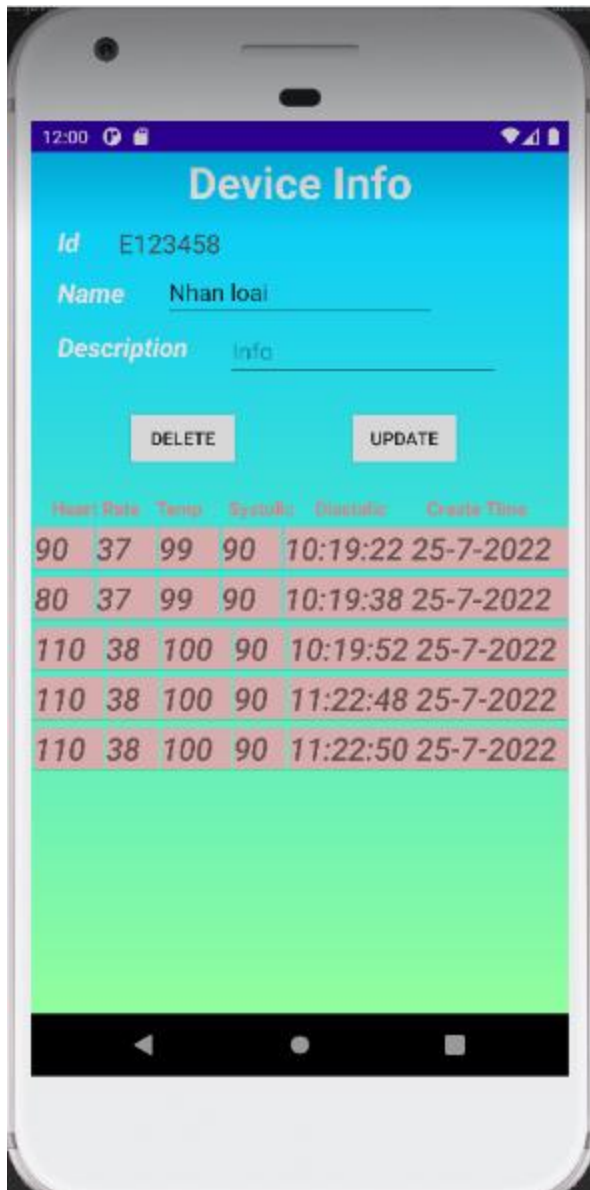 12:00
Device Info
Id E123458
Name Nhan loai
Description Info
DELETE UPDATE
Heart Rate Temp Systolic Diastolic Create Time
90 37 99 90 10:19:22 25-7-2022
80 37 99 90 10:19:38 25-7-2022
110 38 100 90 10:19:52 25-7-2022
110 38 100 90 11:22:48 25-7-2022
110 38 100 90 11:22:50 25-7-2022